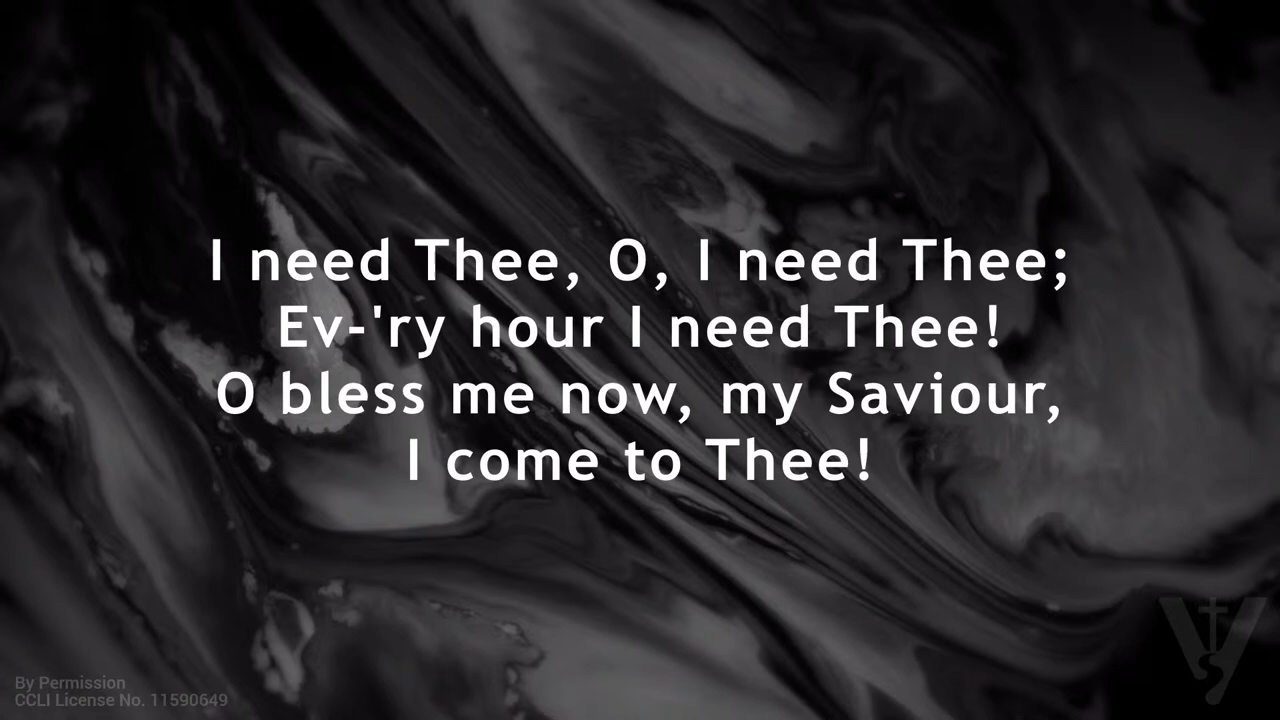 I need Thee, O, I need Thee;
Ev-'ry hour I need Thee!
O bless me now, my Saviour,
I come to Thee!
By Permission
CCLI License No. 11590649